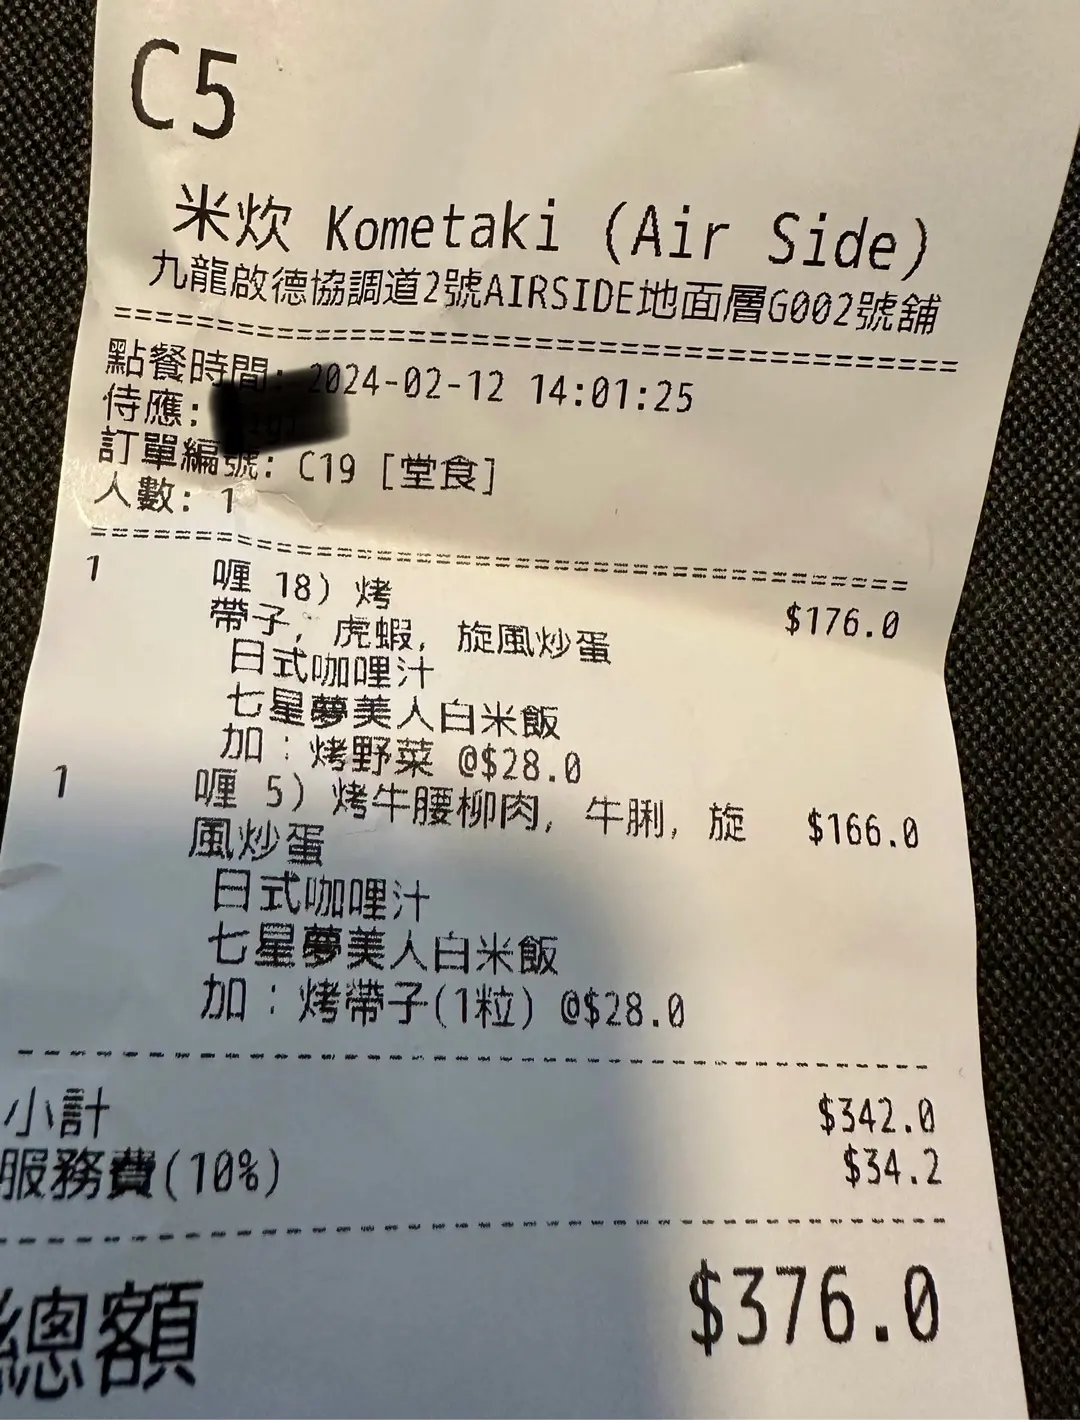 C5
米炊 Kometaki (Air Side)
九龍啟德協調道2號AIRSIDE地面層G002號舖
點餐時間: 2024-02-12 14:01:25
侍應:
訂單編號: C19 [堂食]
人數: 1
1 喱 18) 烤 $176.0
帶子, 虎蝦, 旋風炒蛋
日式咖喱汁
七星夢美人白米飯
加：烤野菜 @$28.0
1 喱 5) 烤牛腰柳肉, 牛脷, 旋 $166.0
風炒蛋
日式咖喱汁
七星夢美人白米飯
加：烤帶子(1粒) @$28.0
小計 $342.0
服務費(10%) $34.2
總額 $376.0